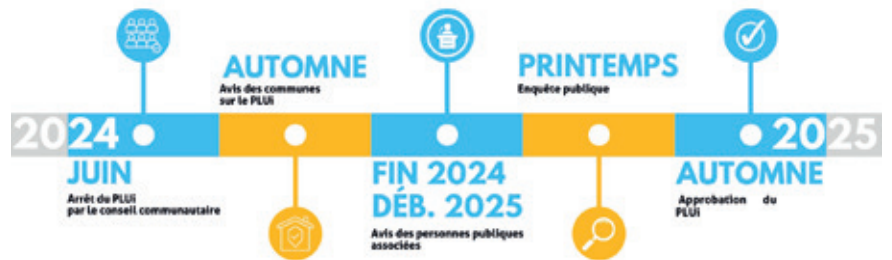 2024
JUIN
Arrêt du PLUi
par le conseil communautaire
AUTOMNE
Avis des communes
sur le PLUi
FIN 2024
DÉB. 2025
Avis des personnes publiques
associées
PRINTEMPS
Enquête publique
2025
AUTOMNE
Approbation du
PLUi